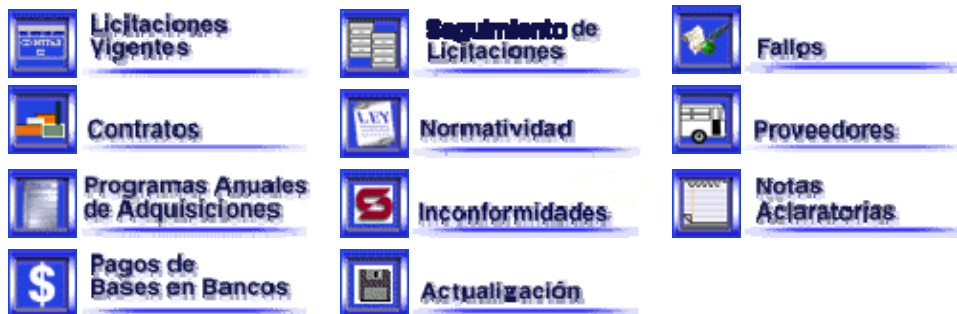 Licitaciones
Vigentes
Seguimiento de
Licitaciones
Fallos
Contratos
LEY
Normatividad
Proveedores
Programas Anuales
de Adquisiciones
Inconformidades
Notas
Aclaratorias
$
Pagos de
Bases en Bancos
Actualización